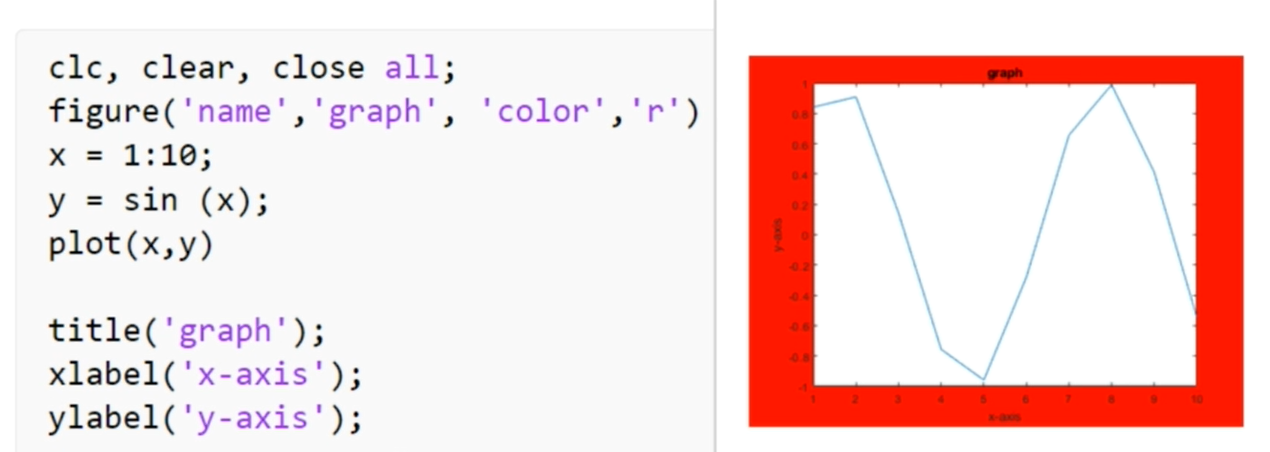 clc, clear, close all;
figure('name','graph', 'color','r')
x = 1:10;
y = sin (x);
plot(x,y)
title('graph');
xlabel('x-axis');
ylabel('y-axis');
graph
1
0.8
0.6
0.4
0.2
0
-0.2
-0.4
-0.6
-0.8
-1
y-axis
1 2 3 4 5 6 7 8 9 10
x-axis